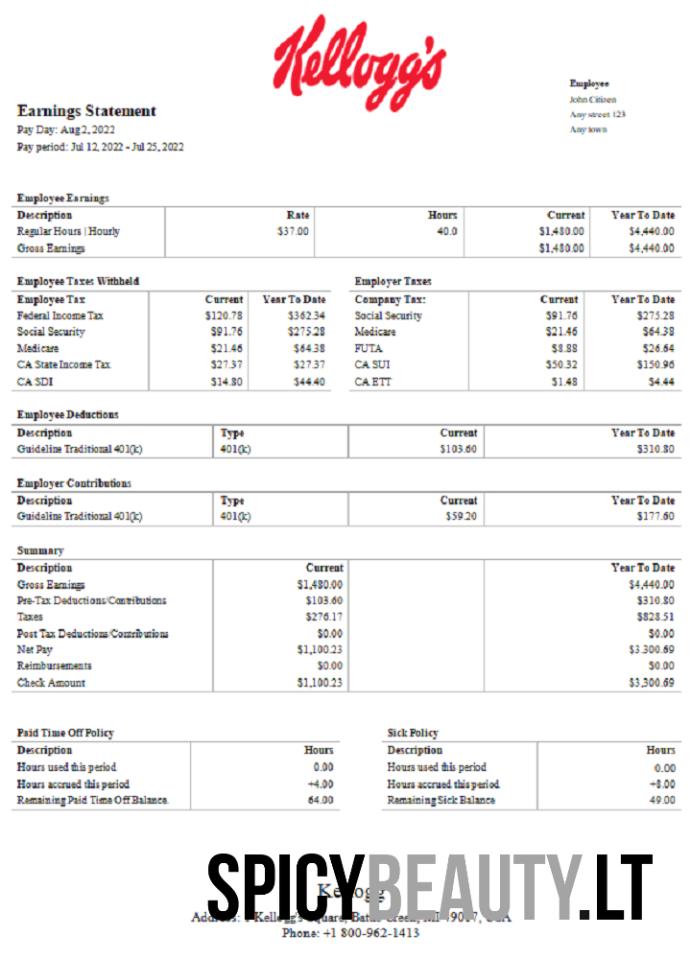 Kellogg's
Employee
John Citizen
Any street 123
Any town
Earnings Statement
Pay Day: Aug 2, 2022
Pay period: Jul 12, 2022 - Jul 25, 2022
Employee Earnings
Description Rate Hours Current Year To Date
Regular Hours | Hourly $37.00 40.0 $1,480.00 $4,440.00
Gross Earnings $1,480.00 $4,440.00
Employee Taxes Withheld
Employee Tax Current Year To Date
Federal Income Tax $120.78 $362.34
Social Security $91.76 $275.28
Medicare $21.46 $64.38
CA State Income Tax $27.37 $27.37
CA SDI $14.80 $44.40
Employer Taxes
Company Tax: Current Year To Date
Social Security $91.76 $275.28
Medicare $21.46 $64.38
FUTA $8.88 $26.64
CA SUI $50.32 $150.96
CA ETT $1.48 $4.44
Employee Deductions
Description Type Current Year To Date
Guideline Traditional 401(k) 401(k) $103.60 $310.80
Employer Contributions
Description Type Current Year To Date
Guideline Traditional 401(k) 401(k) $59.20 $177.60
Summary
Description Current Year To Date
Gross Earnings $1,480.00 $4,440.00
Pre-Tax Deductions/Contributions $103.60 $310.80
Taxes $276.17 $828.51
Post Tax Deductions/Contributions $0.00 $0.00
Net Pay $1,100.23 $3,300.69
Reimbursements $0.00 $0.00
Check Amount $1,100.23 $3,300.69
Paid Time Off Policy
Description Hours
Hours used this period 0.00
Hours accrued this period +4.00
Remaining Paid Time Off Balance. 64.00
Sick Policy
Description Hours
Hours used this period 0.00
Hours accrued this period +8.00
Remaining Sick Balance 49.00
SPICYBEAUTY.LT
Kellogg
Address: Kellogg's Square, Battle Creek, MI 49017, USA
Phone: +1 800-962-1413